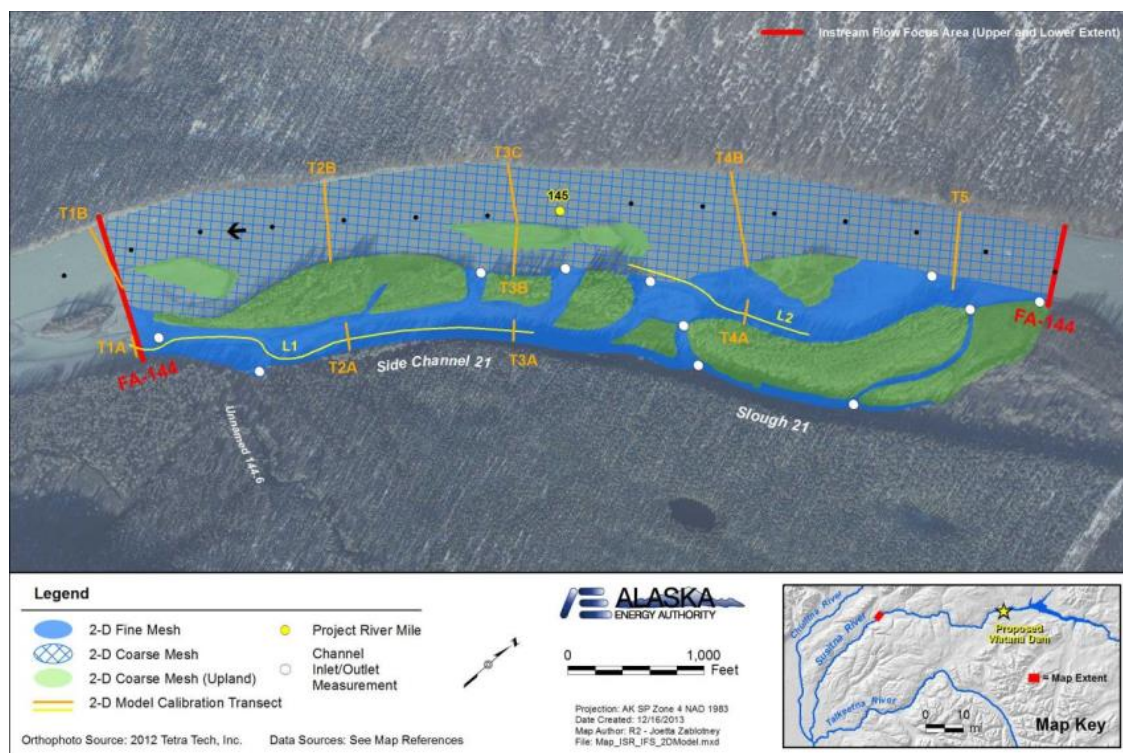 Instream Flow Focus Area (Upper and Lower Extent)
T3C
T4B
T2B
T1B
145
T5
T3B
L2
FA-144
T4A
T1A
L1
FA-144
T2A
Side Channel 21
T3A
Slough 21
Unnamed 144.6
Legend
2-D Fine Mesh
2-D Coarse Mesh
2-D Coarse Mesh (Upland)
2-D Model Calibration Transect
Project River Mile
Channel
Inlet/Outlet
Measurement
Orthophoto Source: 2012 Tetra Tech, Inc. Data Sources: See Map References
ALASKA
ENERGY AUTHORITY
0 1,000
Feet
Projection: AK SP Zone 4 NAD 1983
Date Created: 12/16/2013
Map Author: R2 - Joetta Zablotney
File: Map_ISR_IFS_2DModel.mxd
Chulitna River
Susitna River
Proposed
Watana Dam
= Map Extent
Talkeetna River
0 10
mi
Map Key